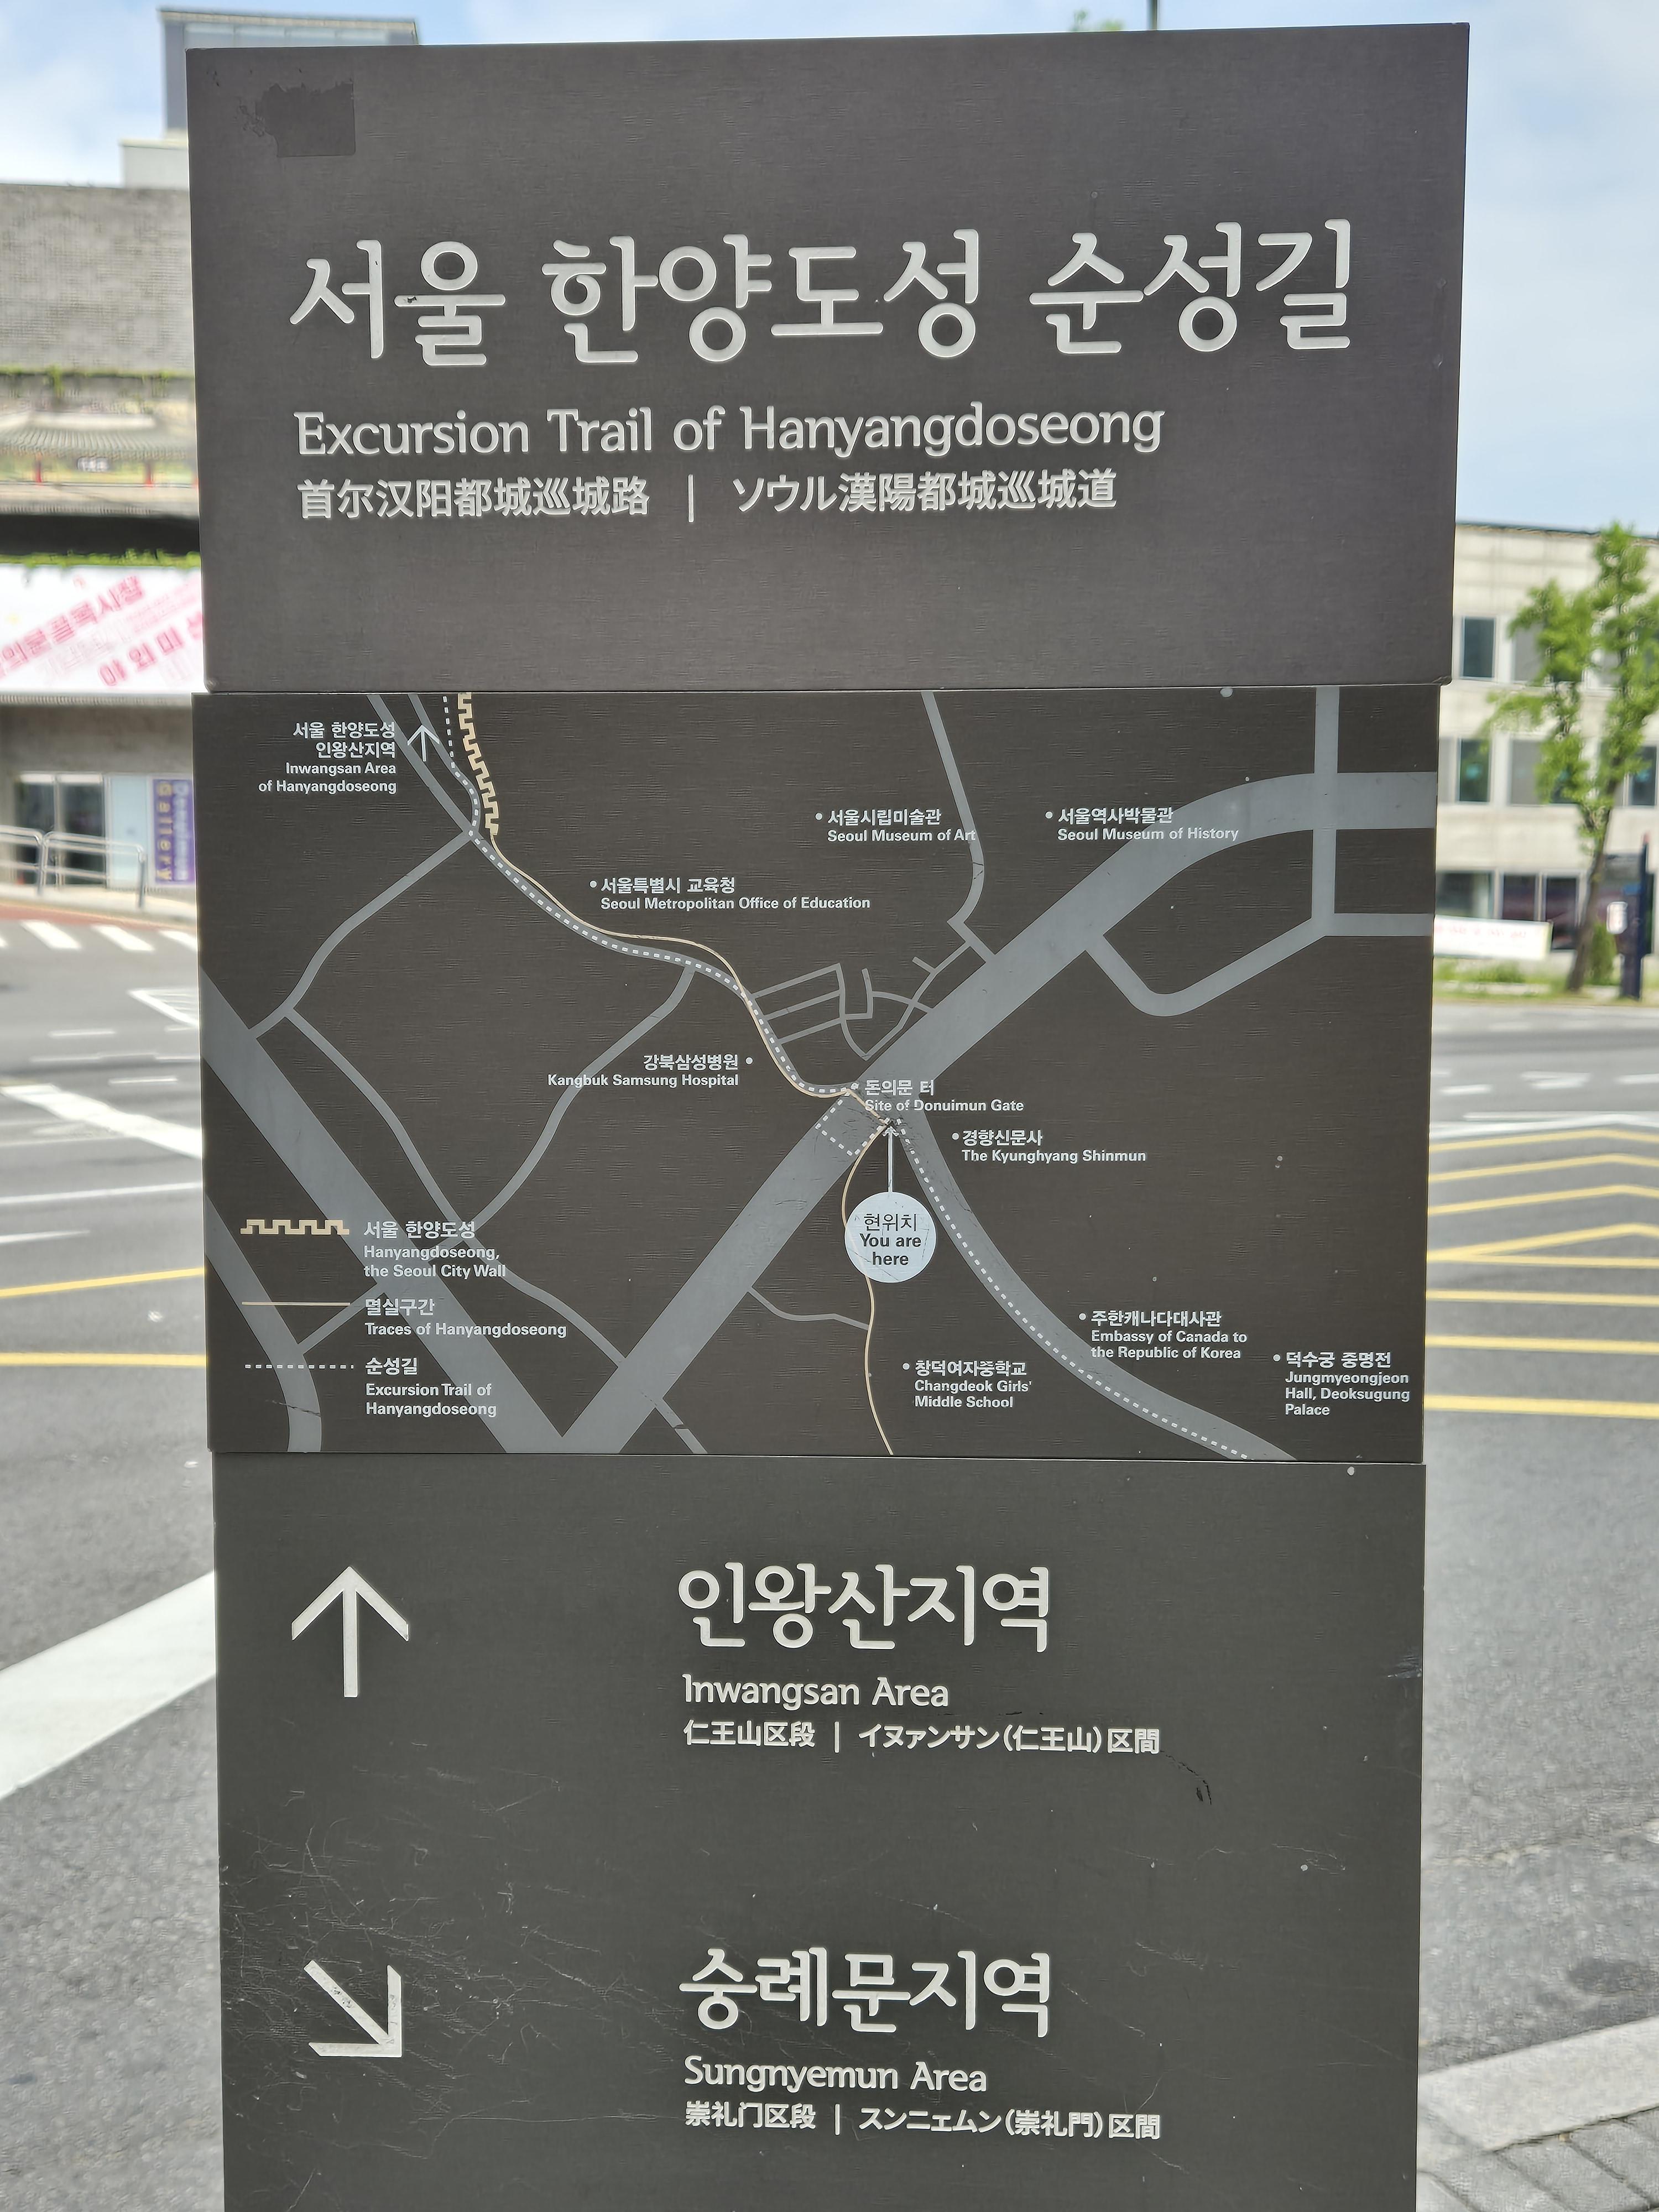 서울 한양도성 순성길
Excursion Trail of Hanyangdoseong
首尔汉阳都城巡城路 | ソウル漢陽都城巡城道
서울 한양도성
인왕산지역
Inwangsan Area
of Hanyangdoseong
서울시립미술관
Seoul Museum of Art
서울역사박물관
Seoul Museum of History
서울특별시 교육청
Seoul Metropolitan Office of Education
강북삼성병원
Kangbuk Samsung Hospital
돈의문 터
Site of Donuimun Gate
경향신문사
The Kyunghyang Shinmun
현위치
You are
here
서울 한양도성
Hanyangdoseong,
the Seoul City Wall
멸실구간
Traces of Hanyangdoseong
순성길
Excursion Trail of
Hanyangdoseong
주한캐나다대사관
Embassy of Canada to
the Republic of Korea
창덕여자중학교
Changdeok Girls'
Middle School
덕수궁 중명전
Jungmyeongjeon
Hall, Deoksugung
Palace
인왕산지역
Inwangsan Area
仁王山区段 | イヌァンサン(仁王山)区間
숭례문지역
Sungnyemun Area
崇礼门区段 | スンニェムン(崇礼門)区間